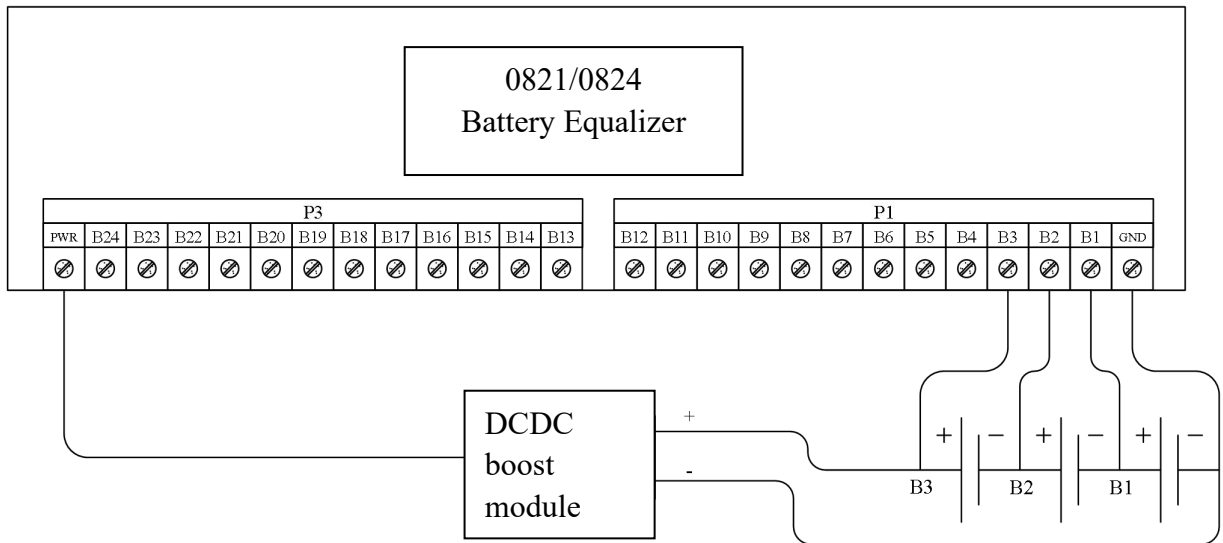 0821/0824
Battery Equalizer
P3
P1
PWR B24 B23 B22 B21 B20 B19 B18 B17 B16 B15 B14 B13
B12 B11 B10 B9 B8 B7 B6 B5 B4 B3 B2 B1 GND
DCDC
boost
module
+
-
+ − + − + −
B3 B2 B1